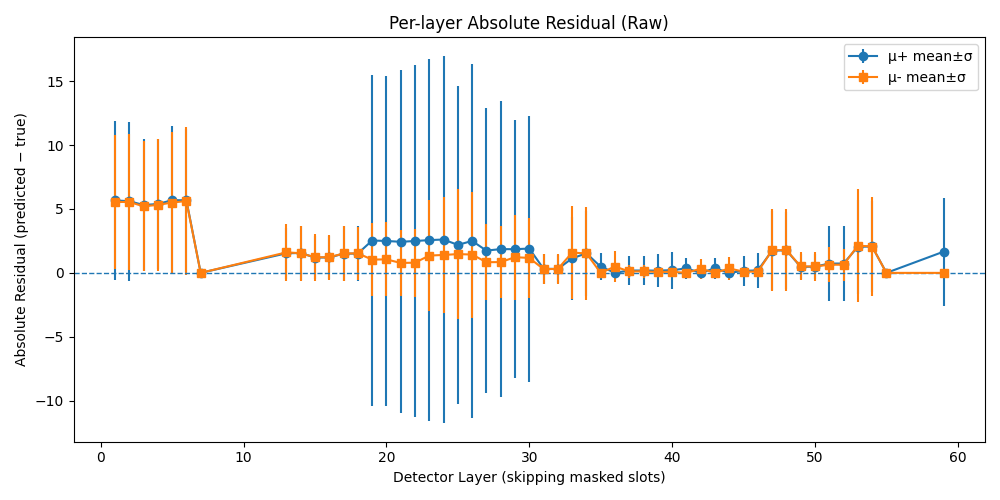 Per-layer Absolute Residual (Raw)
μ+ mean±σ
μ- mean±σ
Absolute Residual (predicted − true)
15
10
5
0
−5
−10
0 10 20 30 40 50 60
Detector Layer (skipping masked slots)